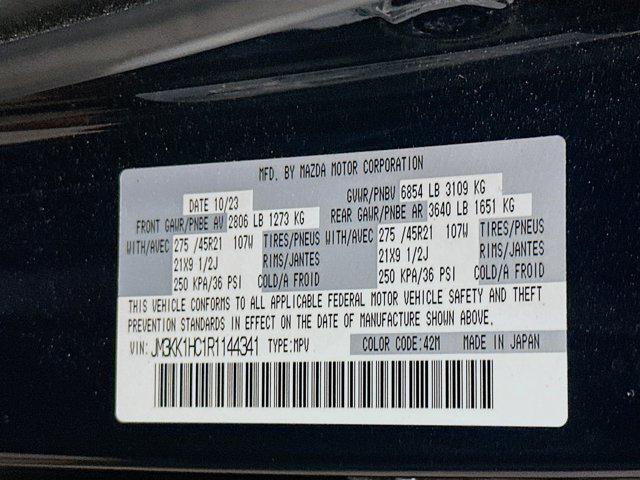 MFD. BY MAZDA MOTOR CORPORATION
DATE 10/23 GVWR/PNBV 6854 LB 3109 KG
FRONT GAWR/PNBE AV 2806 LB 1273 KG REAR GAWR/PNBE AR 3640 LB 1651 KG
WITH/AVEC 275 /45R21 107W TIRES/PNEUS WITH/AVEC 275 /45R21 107W TIRES/PNEUS
21X9 1/2J RIMS/JANTES 21X9 1/2J RIMS/JANTES
250 KPA/36 PSI COLD/A FROID 250 KPA/36 PSI COLD/A FROID
THIS VEHICLE CONFORMS TO ALL APPLICABLE FEDERAL MOTOR VEHICLE SAFETY AND THEFT
PREVENTION STANDARDS IN EFFECT ON THE DATE OF MANUFACTURE SHOWN ABOVE.
VIN: JM3KK1HC1R1144341 TYPE:MPV COLOR CODE:42M MADE IN JAPAN